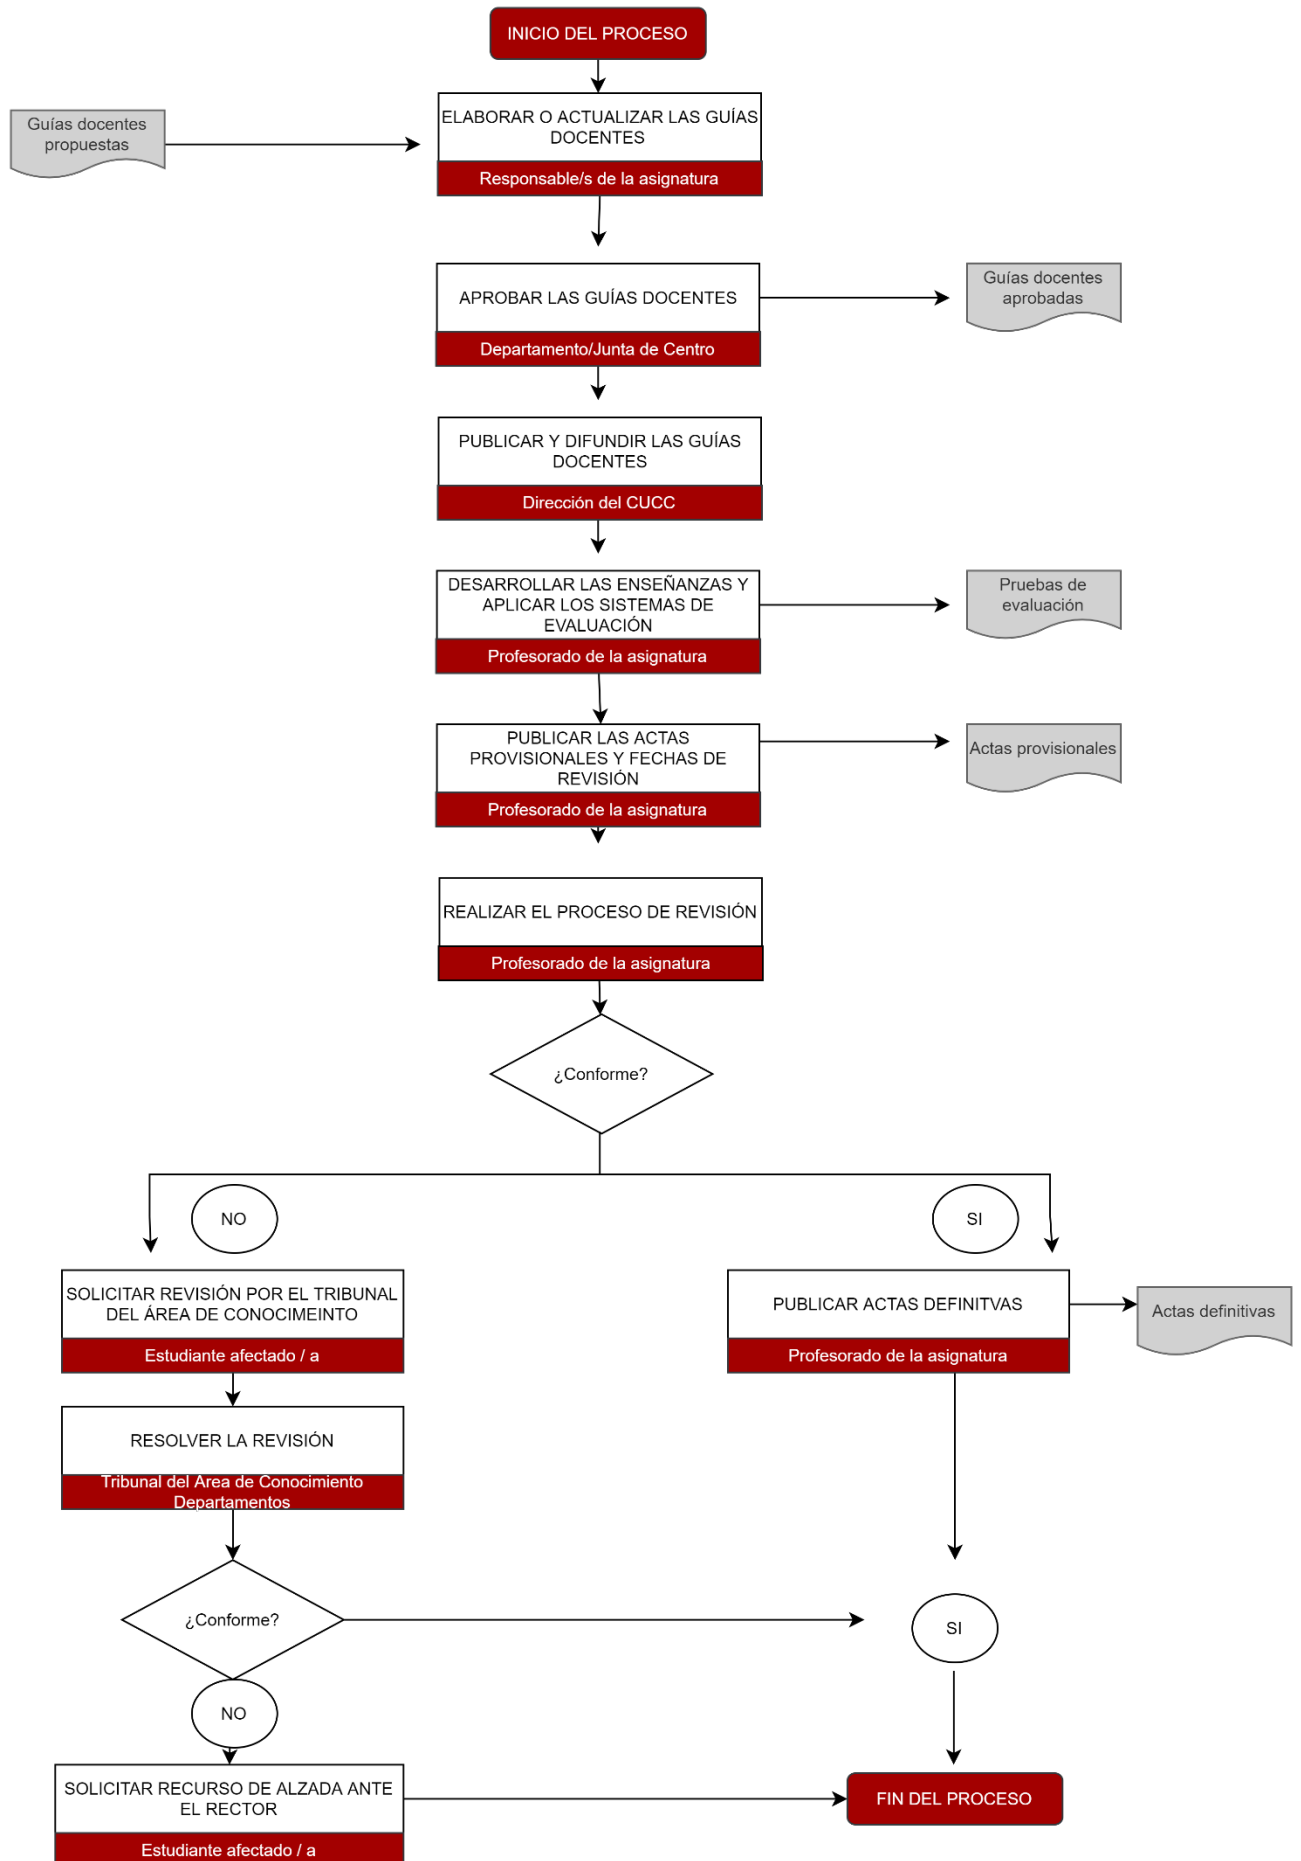 INICIO DEL PROCESO
Guías docentes
propuestas
ELABORAR O ACTUALIZAR LAS GUÍAS
DOCENTES
Responsable/s de la asignatura
APROBAR LAS GUÍAS DOCENTES
Departamento/Junta de Centro
Guías docentes
aprobadas
PUBLICAR Y DIFUNDIR LAS GUÍAS
DOCENTES
Dirección del CUCC
DESARROLLAR LAS ENSEÑANZAS Y
APLICAR LOS SISTEMAS DE
EVALUACIÓN
Profesorado de la asignatura
Pruebas de
evaluación
PUBLICAR LAS ACTAS
PROVISIONALES Y FECHAS DE
REVISIÓN
Profesorado de la asignatura
Actas provisionales
REALIZAR EL PROCESO DE REVISIÓN
Profesorado de la asignatura
¿Conforme?
NO
SI
SOLICITAR REVISIÓN POR EL TRIBUNAL
DEL ÁREA DE CONOCIMEINTO
Estudiante afectado / a
PUBLICAR ACTAS DEFINITVAS
Profesorado de la asignatura
Actas definitvas
RESOLVER LA REVISIÓN
Tribunal del Area de Conocimiento
Departamentos
¿Conforme?
SI
NO
SOLICITAR RECURSO DE ALZADA ANTE
EL RECTOR
Estudiante afectado / a
FIN DEL PROCESO